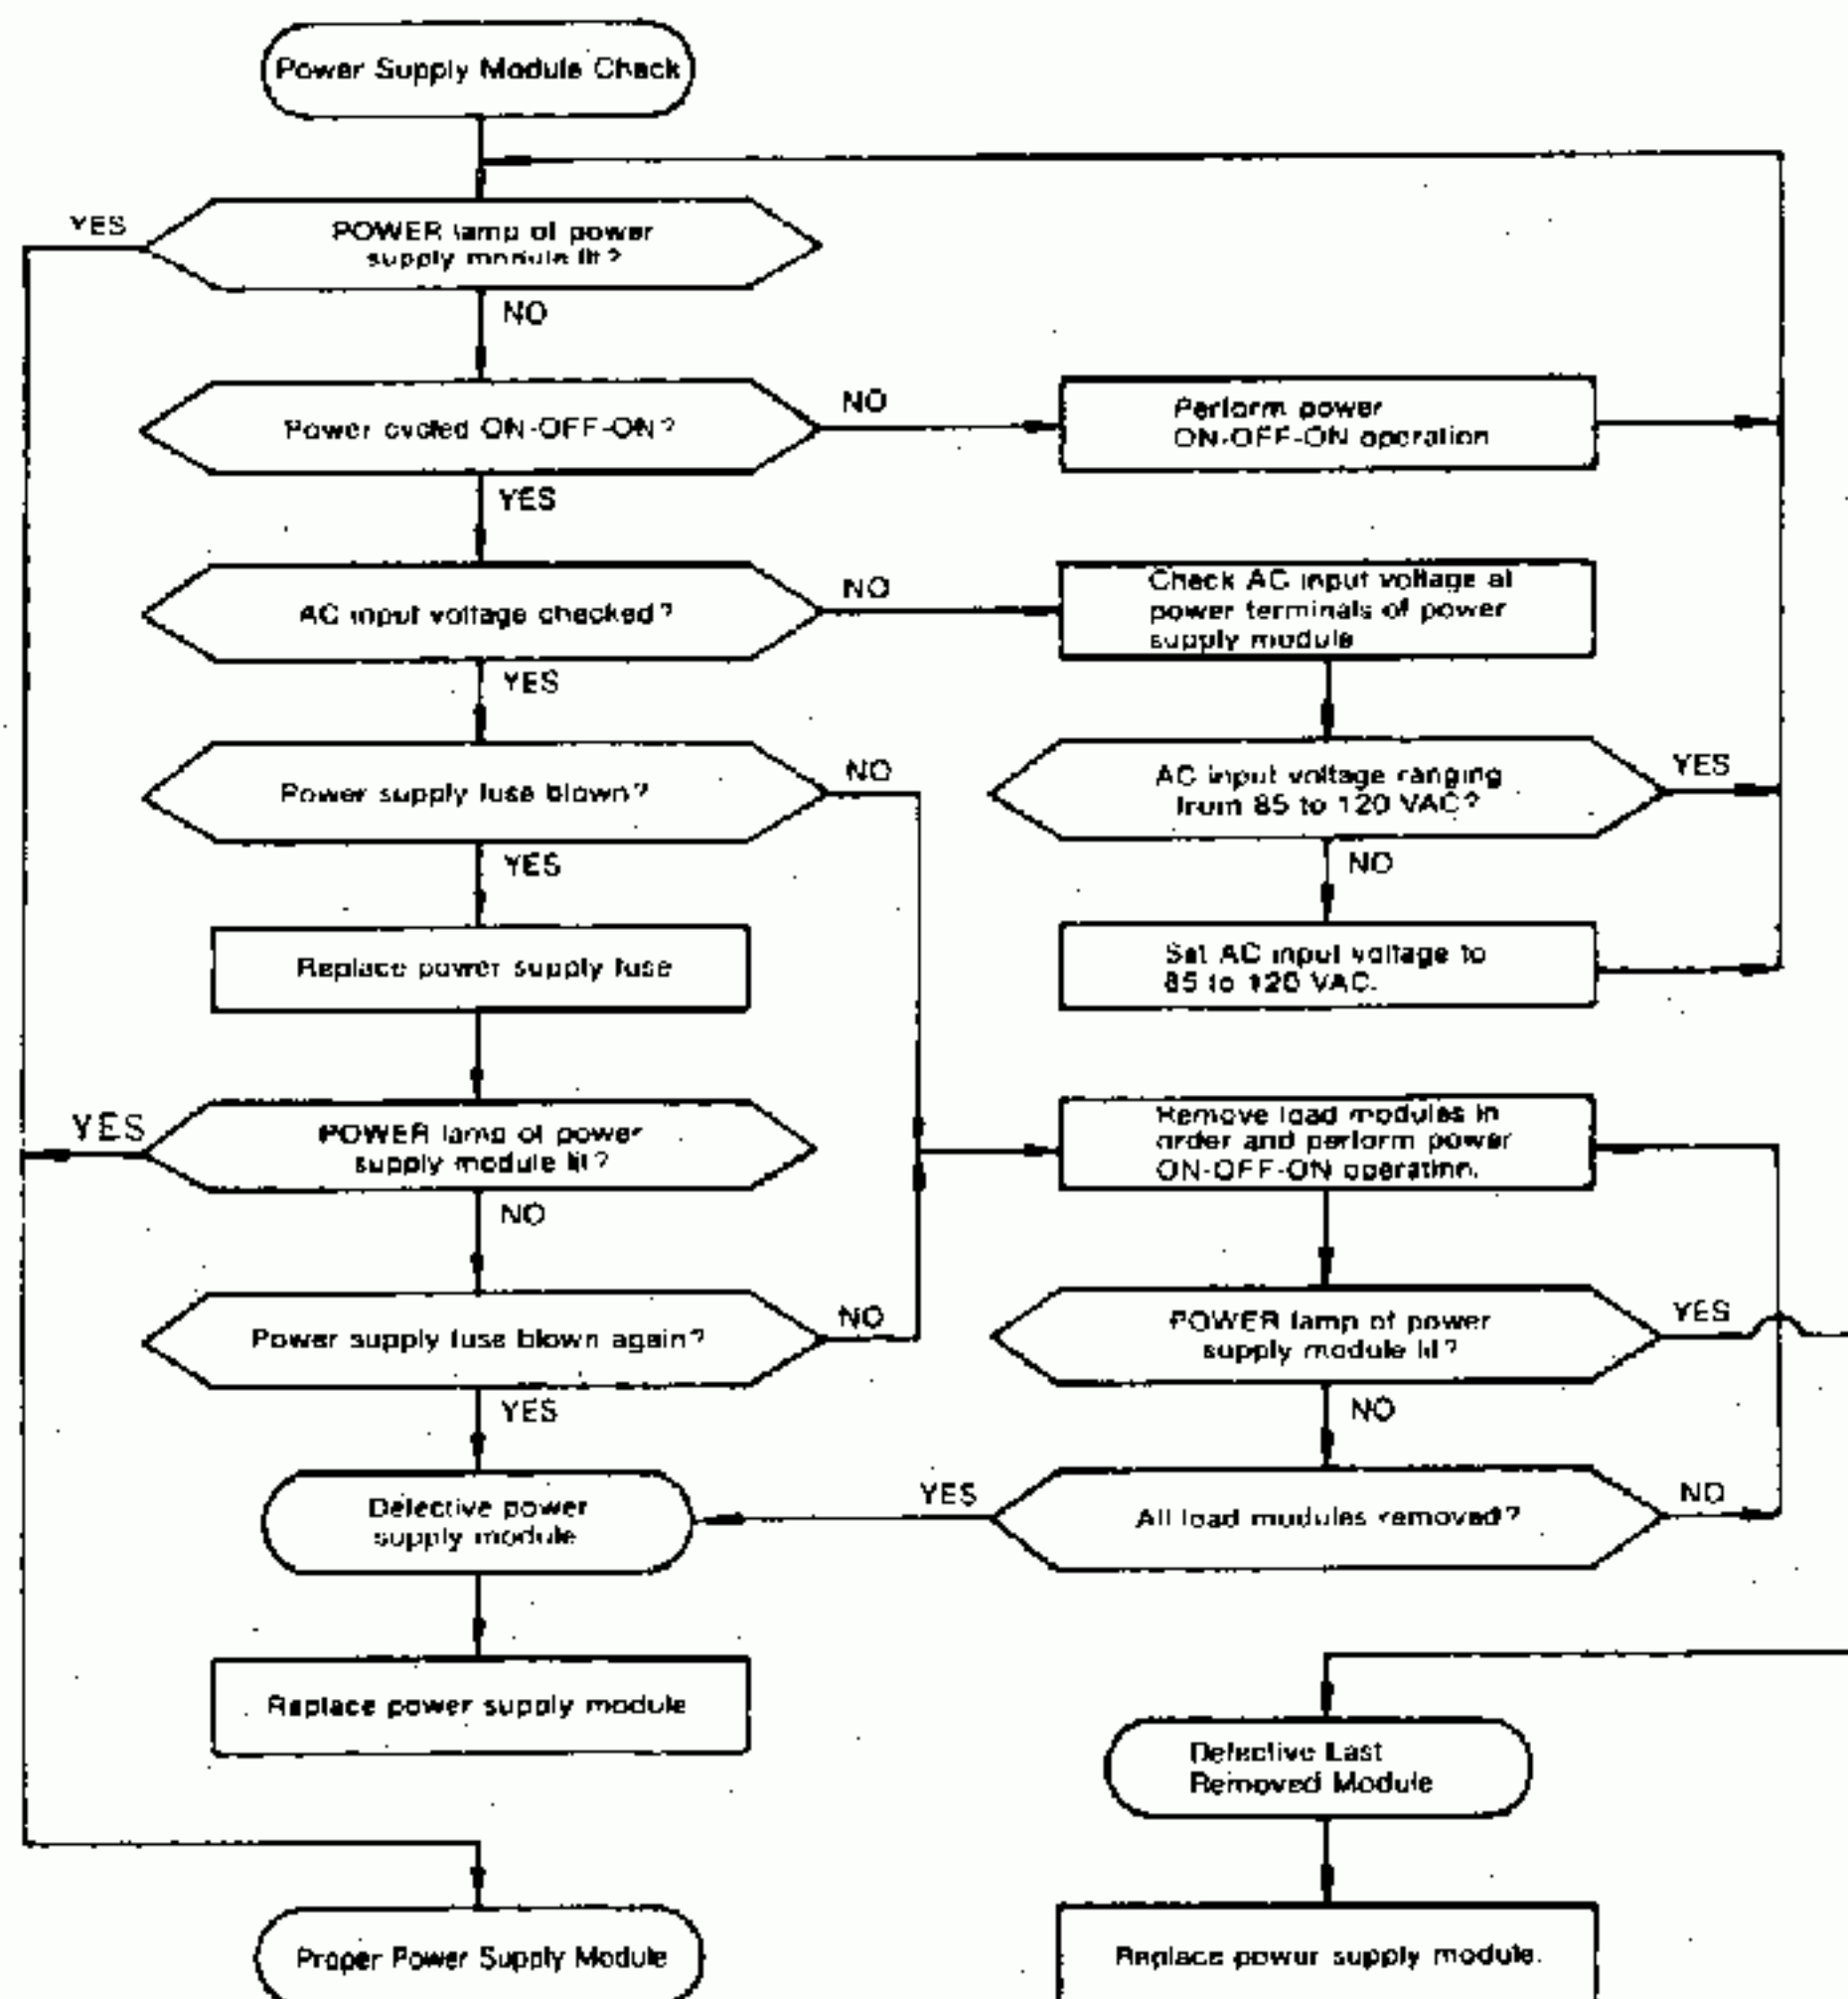 Power Supply Module Check
YES
POWER lamp of power
supply module lit?
NO
Power cycled ON-OFF-ON?
NO
Perform power
ON-OFF-ON operation
YES
AC input voltage checked?
NO
Check AC input voltage at
power terminals of power
supply module
YES
Power supply fuse blown?
NO
AC input voltage ranging
from 85 to 120 VAC?
YES
YES
NO
Replace power supply fuse
Set AC input voltage to
85 to 120 VAC.
YES
POWER lamp of power
supply module lit?
Remove load modules in
order and perform power
ON-OFF-ON operation.
NO
Power supply fuse blown again?
NO
POWER lamp of power
supply module lit?
YES
YES
NO
Defective power
supply module
YES
All load modules removed?
NO
Replace power supply module
Defective Last
Removed Module
Proper Power Supply Module
Replace power supply module.